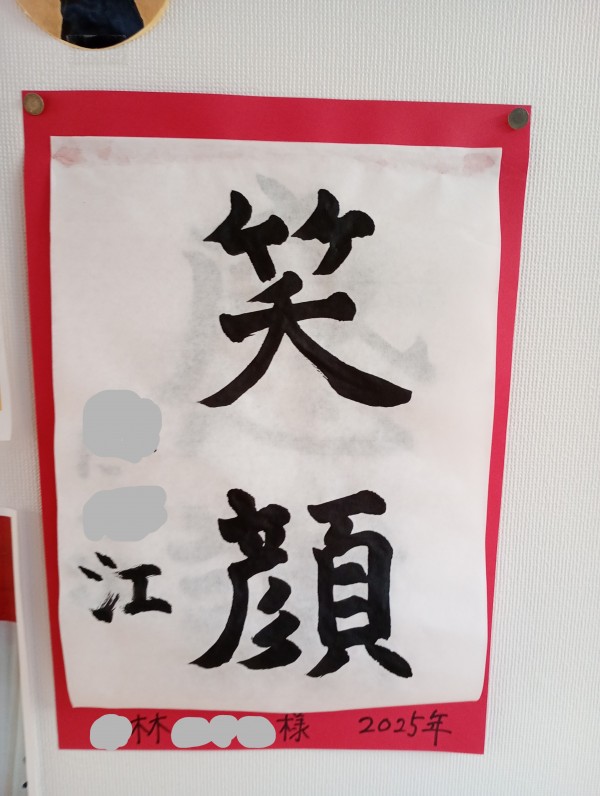 笑顔
江
林 様 2025年